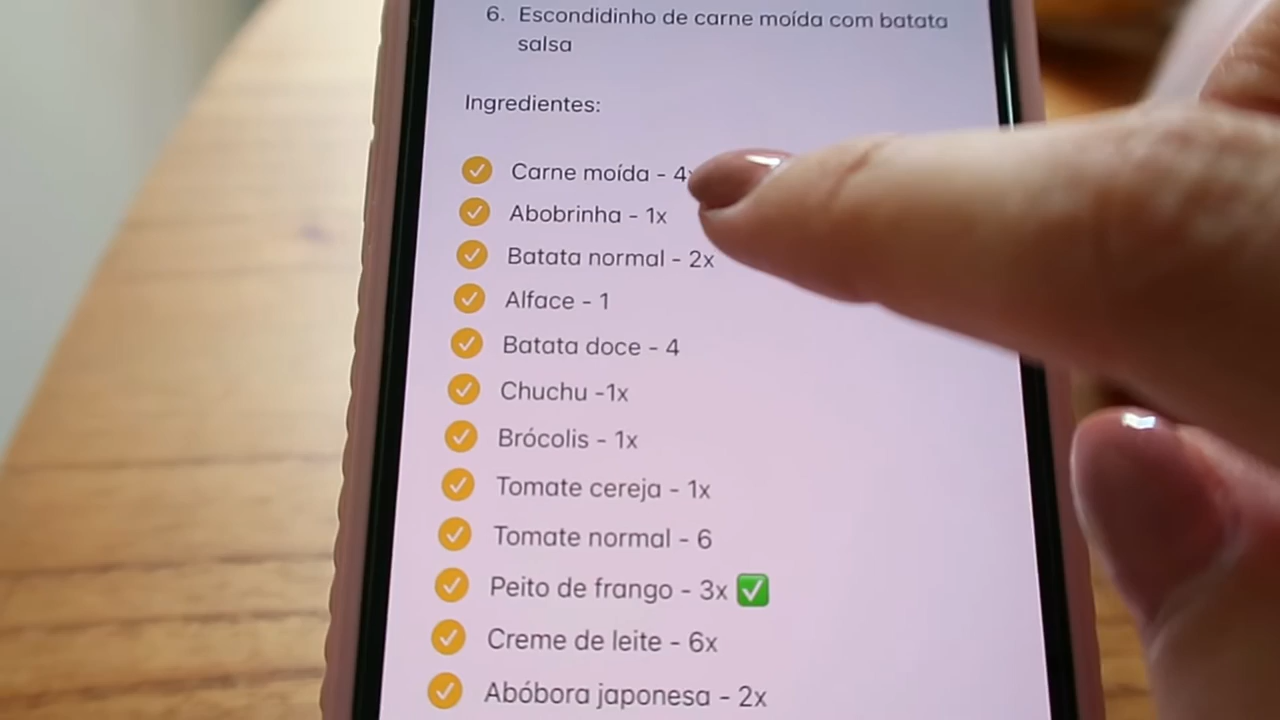 6. Escondidinho de carne moída com batata
salsa
Ingredientes:
Carne moída - 4x
Abobrinha - 1x
Batata normal - 2x
Alface - 1
Batata doce - 4
Chuchu -1x
Brócolis - 1x
Tomate cereja - 1x
Tomate normal - 6
Peito de frango - 3x ✅
Creme de leite - 6x
Abóbora japonesa - 2x